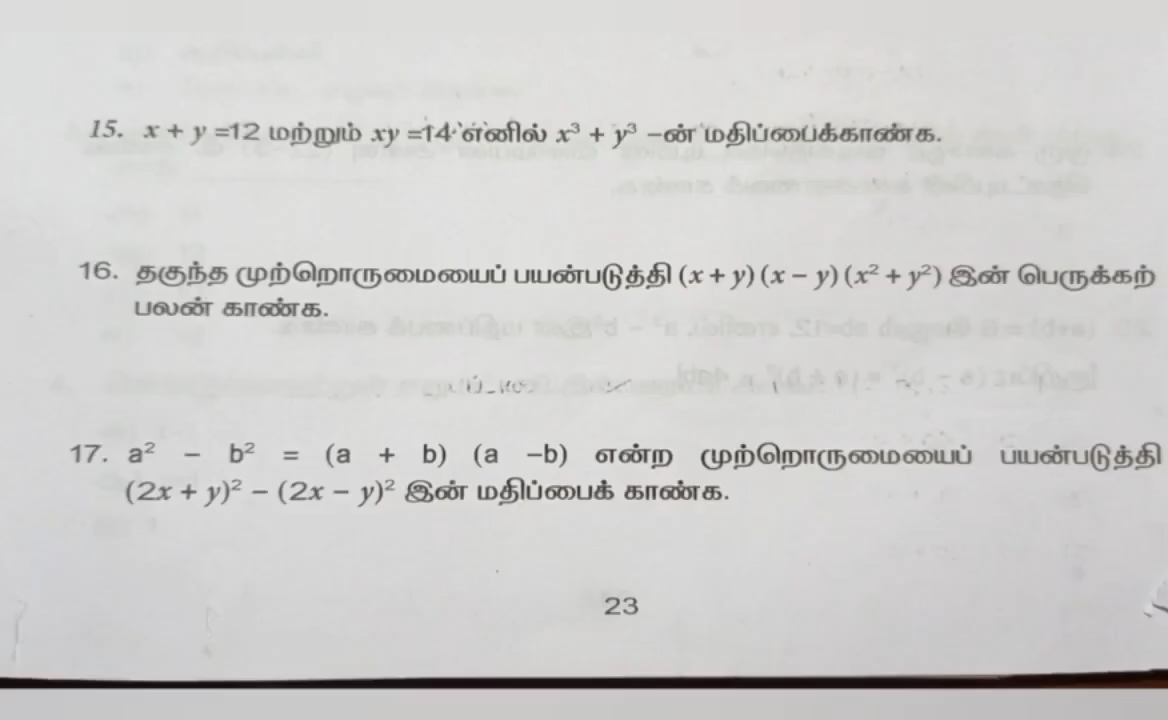 15. x + y =12 மற்றும் xy =14 எனில் x³ + y³ –ன் மதிப்பைக்காண்க.
16. தகுந்த முற்றொருமையைப் பயன்படுத்தி (x + y) (x – y) (x² + y²) இன் பெருக்கற்
பலன் காண்க.
17. a² – b² = (a + b) (a –b) என்ற முற்றொருமையைப் பயன்படுத்தி
(2x + y)² – (2x – y)² இன் மதிப்பைக் காண்க.
23